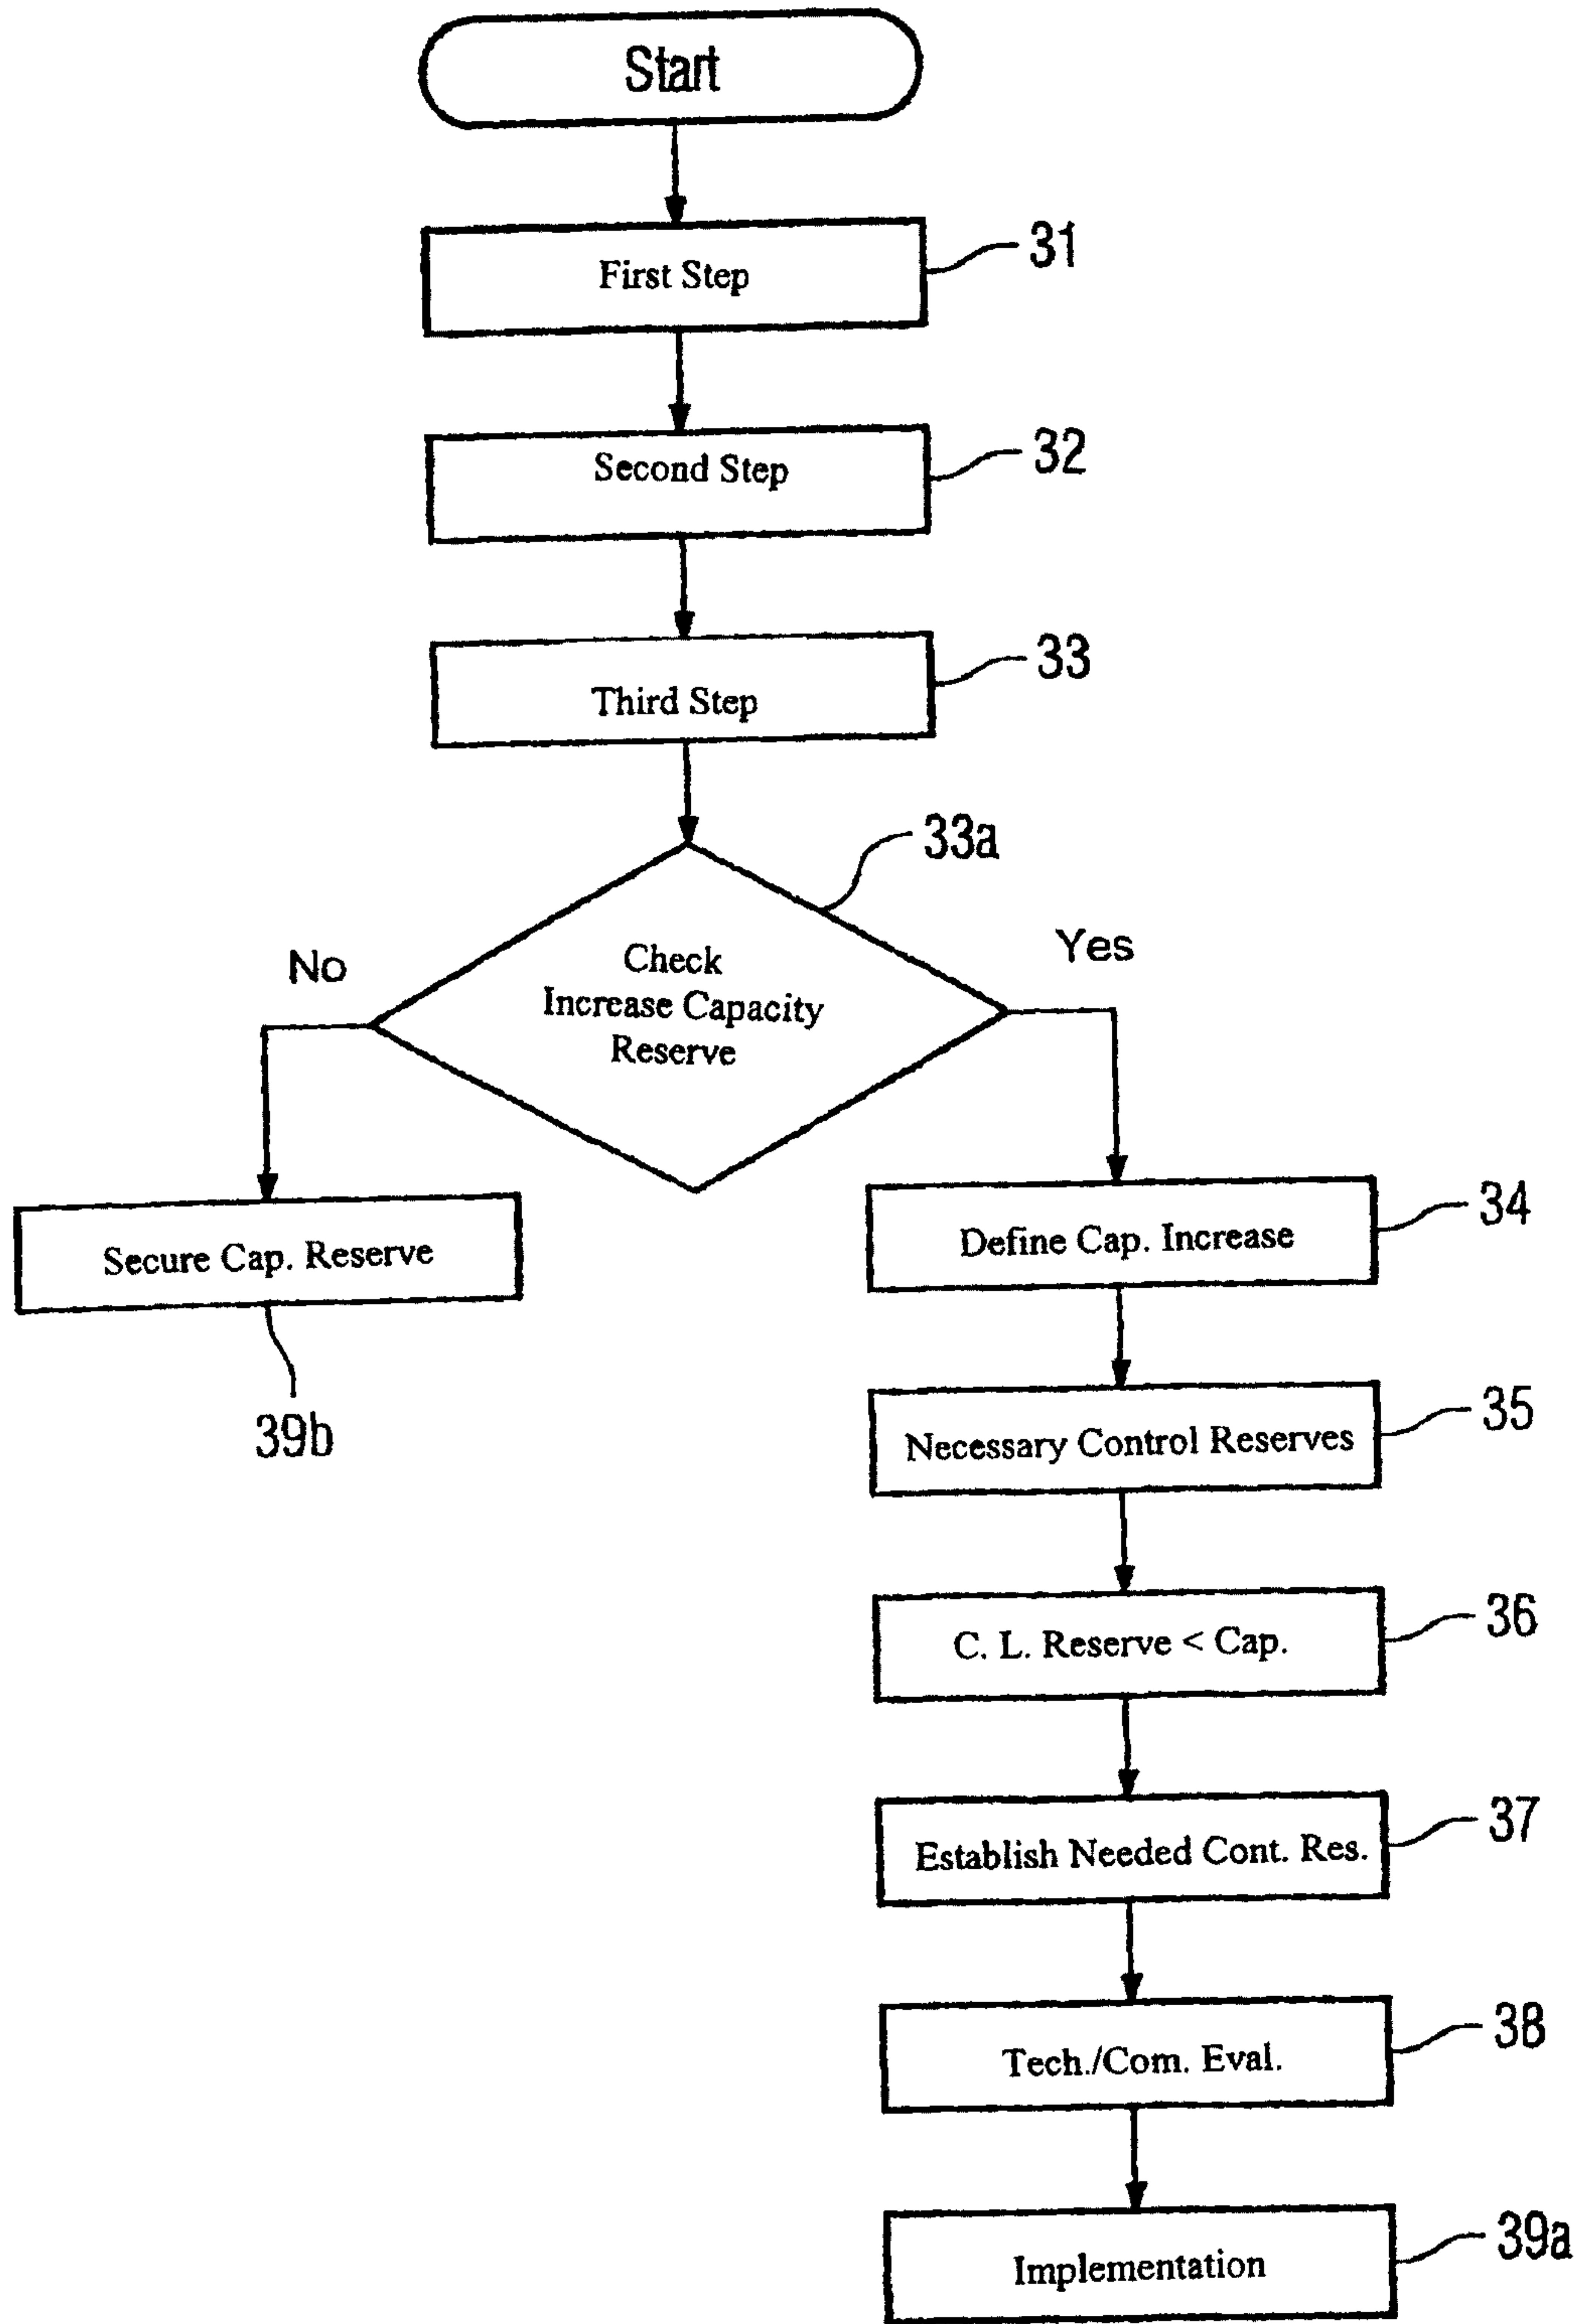 Start
First Step
31
Second Step
32
Third Step
33
33a
No
Yes
Check
Increase Capacity
Reserve
Secure Cap. Reserve
39b
Define Cap. Increase
34
Necessary Control Reserves
35
C. L. Reserve < Cap.
36
Establish Needed Cont. Res.
37
Tech./Com. Eval.
38
Implementation
39a